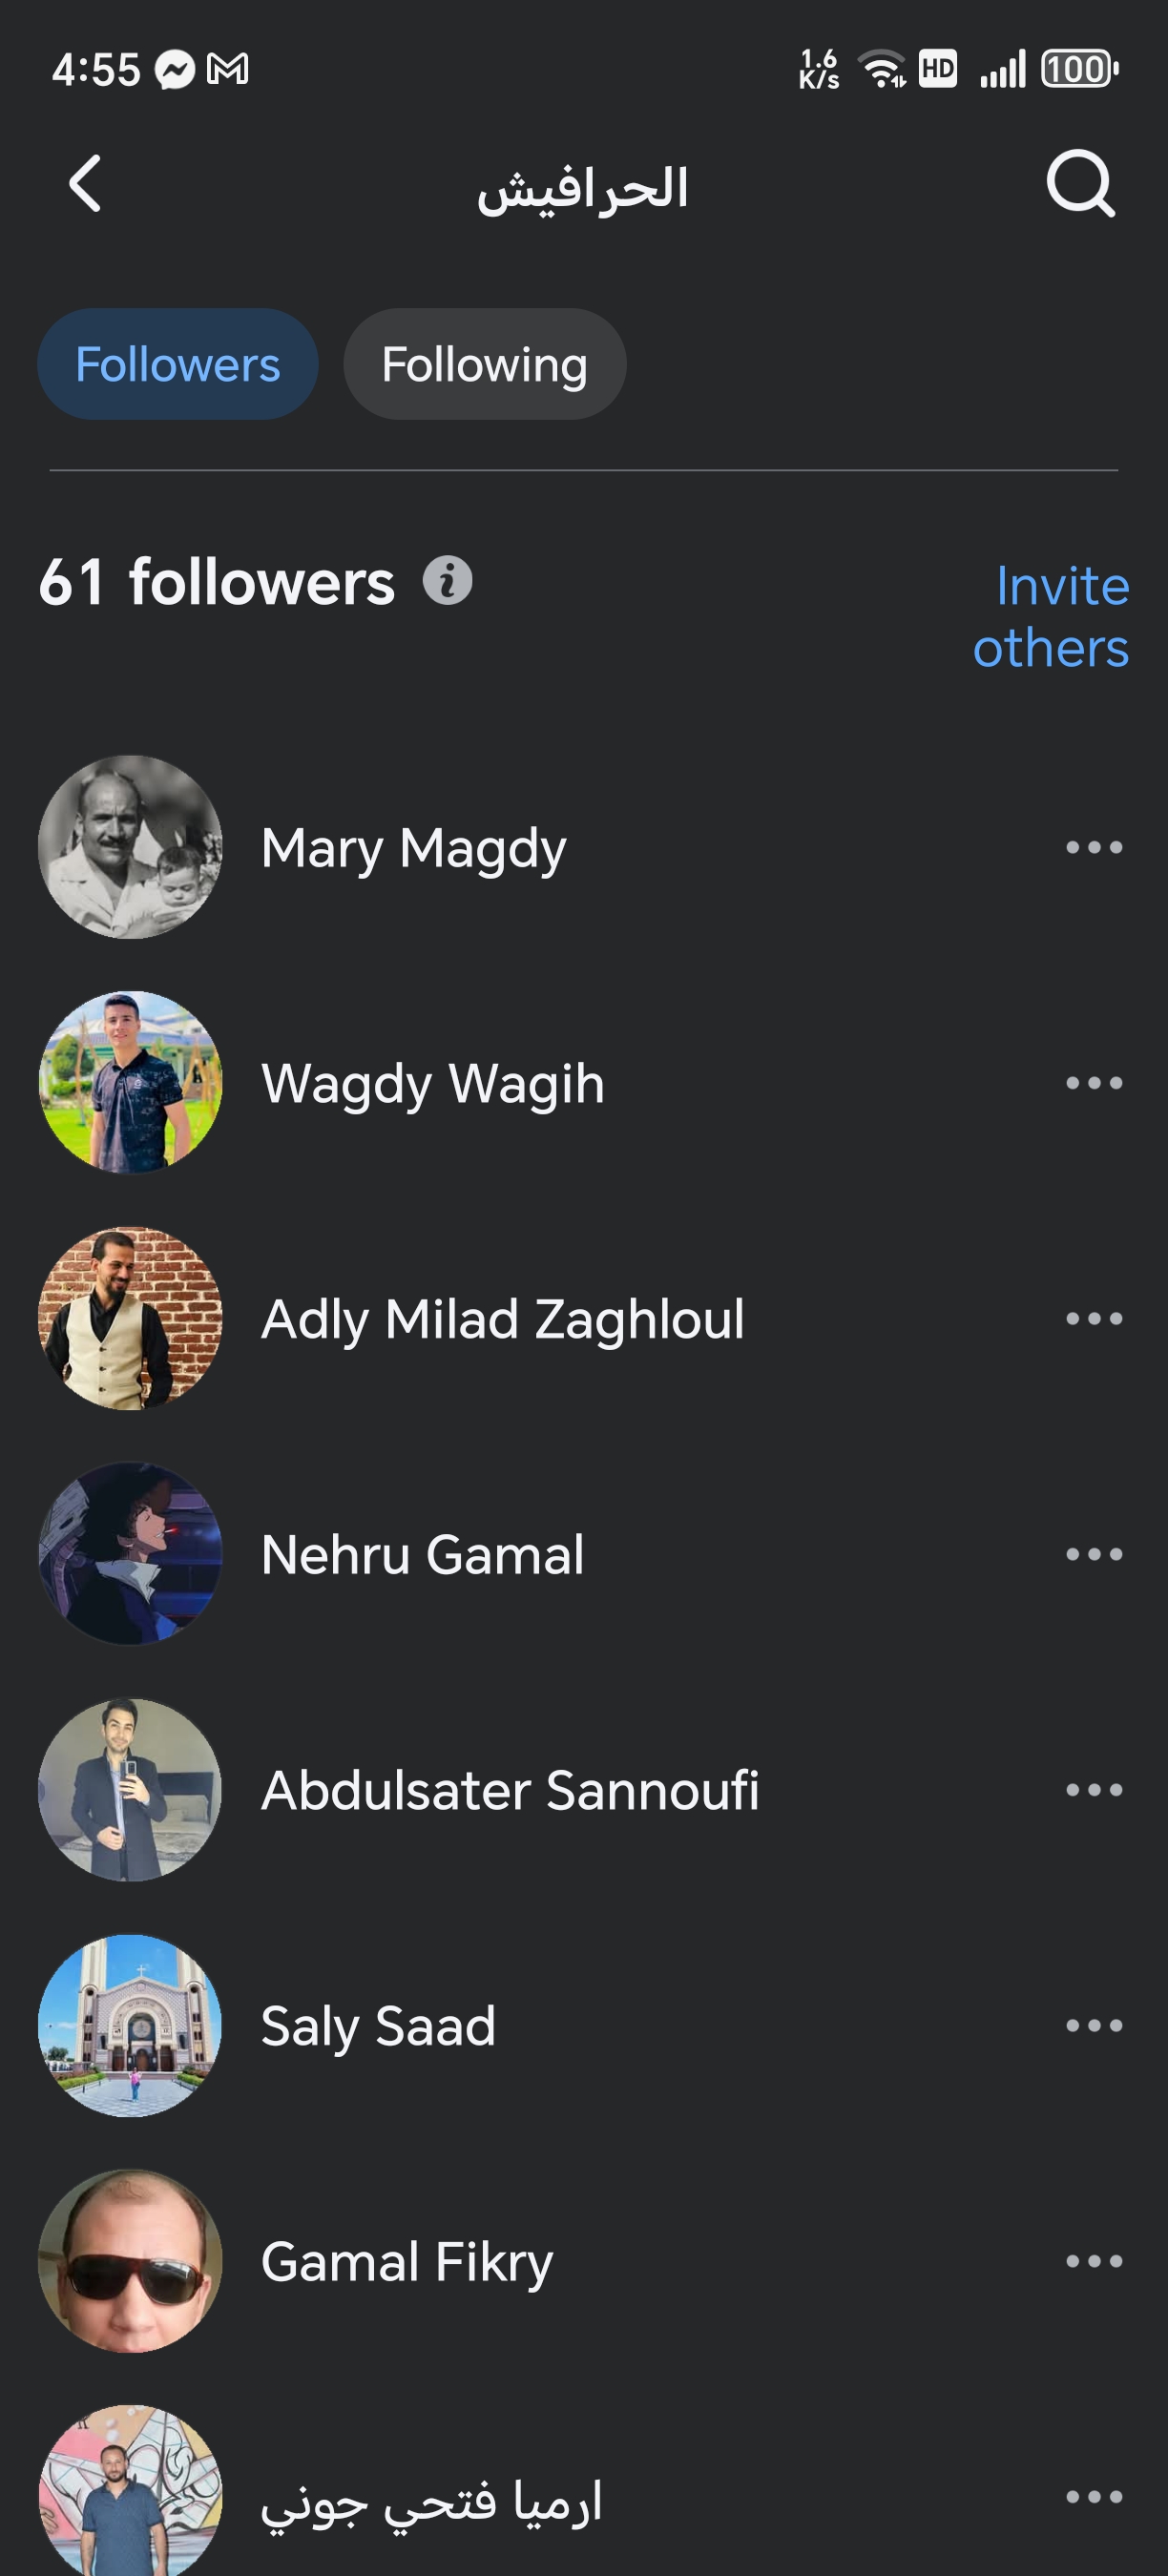 4:55
1.6
K/s
HD
100
الحرافيش
Followers
Following
61 followers
Invite
others
Mary Magdy
Wagdy Wagih
Adly Milad Zaghloul
Nehru Gamal
Abdulsater Sannoufi
Saly Saad
Gamal Fikry
ارميا فتحي جوني